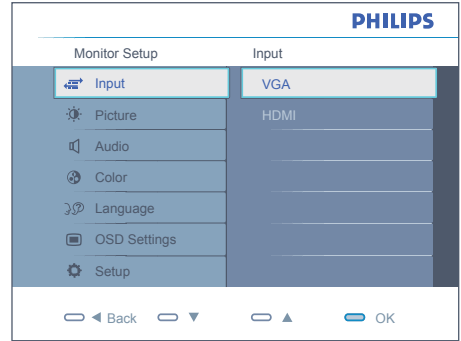 PHILIPS
Monitor Setup Input
Input VGA
Picture HDMI
Audio
Color
Language
OSD Settings
Setup
Back OK